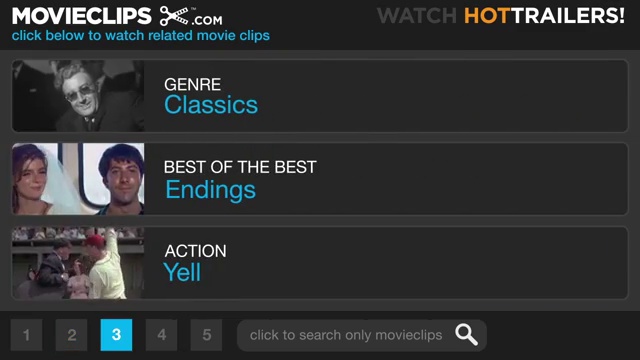 MOVIECLIPS .COM™
WATCH HOTTRAILERS!
click below to watch related movie clips
GENRE
Classics
BEST OF THE BEST
Endings
ACTION
Yell
1 2 3 4 5 click to search only movieclips